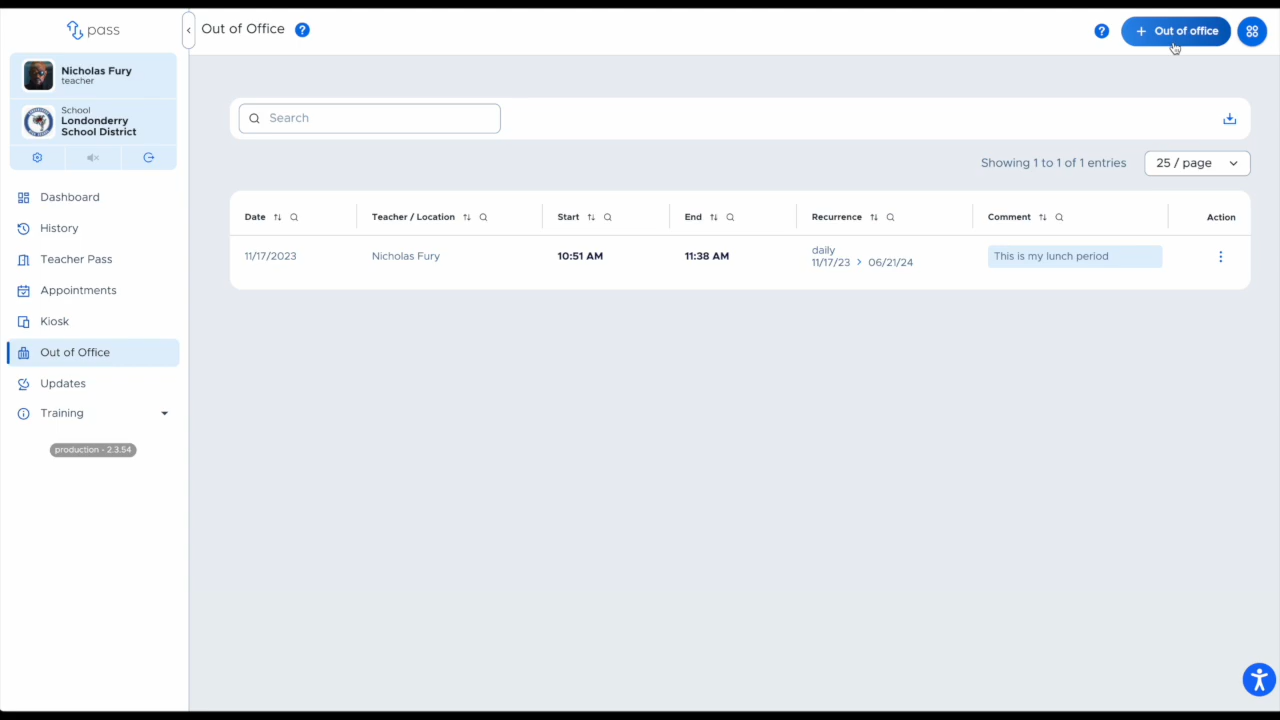 pass
Nicholas Fury
teacher
School
Londonderry
School District
Dashboard
History
Teacher Pass
Appointments
Kiosk
Out of Office
Updates
Training
production - 2.3.54
Out of Office ?
? + Out of office
Search
Showing 1 to 1 of 1 entries 25 / page
Date Teacher / Location Start End Recurrence Comment Action
11/17/2023 Nicholas Fury 10:51 AM 11:38 AM daily This is my lunch period
11/17/23 > 06/21/24